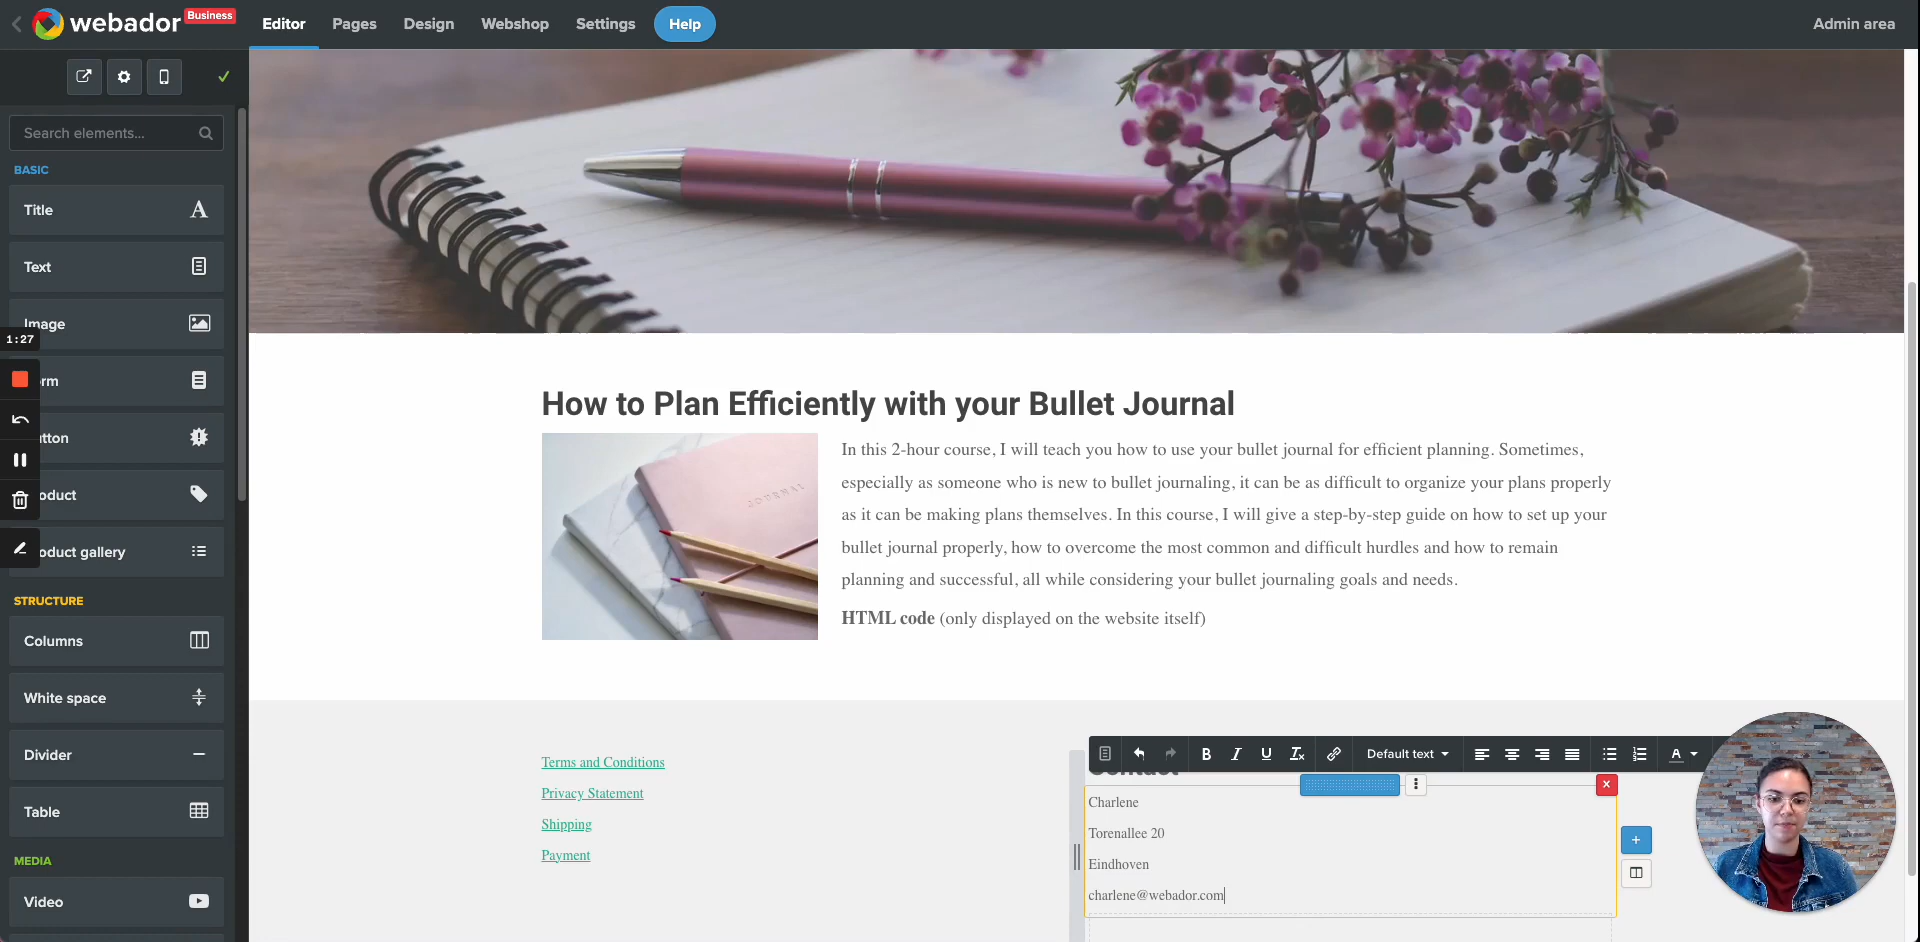 webador
Business
Editor
Pages
Design
Webshop
Settings
Help
Admin area
Search elements...
BASIC
Title
Text
Image
1:27
Product gallery
STRUCTURE
Columns
White space
Divider
Table
MEDIA
Video
How to Plan Efficiently with your Bullet Journal
JOURNAL
In this 2-hour course, I will teach you how to use your bullet journal for efficient planning. Sometimes,
especially as someone who is new to bullet journaling, it can be as difficult to organize your plans properly
as it can be making plans themselves. In this course, I will give a step-by-step guide on how to set up your
bullet journal properly, how to overcome the most common and difficult hurdles and how to remain
planning and successful, all while considering your bullet journaling goals and needs.
HTML code (only displayed on the website itself)
Terms and Conditions
Privacy Statement
Shipping
Payment
Default text
Contact
Charlene
Torenallee 20
Eindhoven
charlene@webador.com